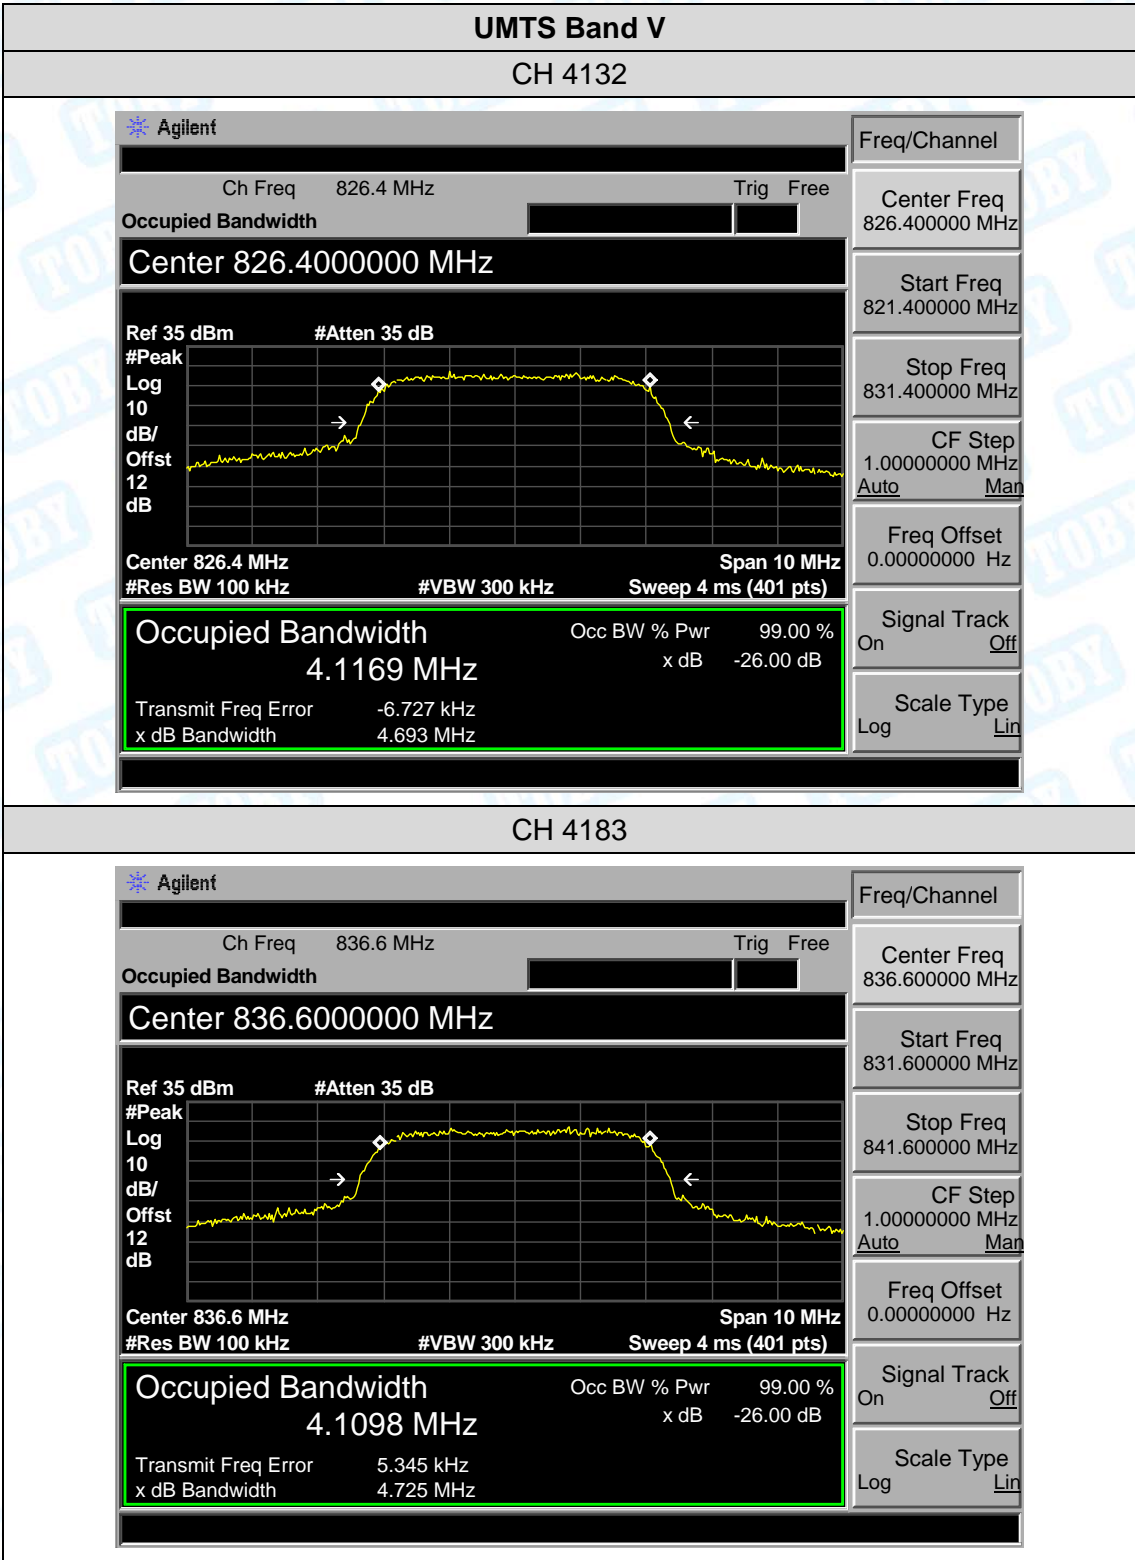 UMTS Band V
CH 4132
Agilent
Freq/Channel
Ch Freq 826.4 MHz Trig Free
Occupied Bandwidth
Center Freq
826.400000 MHz
Center 826.4000000 MHz
Start Freq
821.400000 MHz
Ref 35 dBm #Atten 35 dB
#Peak
Log
10
dB/
Offst
12
dB
Stop Freq
831.400000 MHz
CF Step
1.00000000 MHz
Auto Man
Freq Offset
0.00000000 Hz
Center 826.4 MHz Span 10 MHz
#Res BW 100 kHz #VBW 300 kHz Sweep 4 ms (401 pts)
Occupied Bandwidth Occ BW % Pwr 99.00 %
4.1169 MHz x dB -26.00 dB
Transmit Freq Error -6.727 kHz
x dB Bandwidth 4.693 MHz
Signal Track
On Off
Scale Type
Log Lin
CH 4183
Agilent
Freq/Channel
Ch Freq 836.6 MHz Trig Free
Occupied Bandwidth
Center Freq
836.600000 MHz
Center 836.6000000 MHz
Start Freq
831.600000 MHz
Ref 35 dBm #Atten 35 dB
#Peak
Log
10
dB/
Offst
12
dB
Stop Freq
841.600000 MHz
CF Step
1.00000000 MHz
Auto Man
Freq Offset
0.00000000 Hz
Center 836.6 MHz Span 10 MHz
#Res BW 100 kHz #VBW 300 kHz Sweep 4 ms (401 pts)
Occupied Bandwidth Occ BW % Pwr 99.00 %
4.1098 MHz x dB -26.00 dB
Transmit Freq Error 5.345 kHz
x dB Bandwidth 4.725 MHz
Signal Track
On Off
Scale Type
Log Lin
TOBY